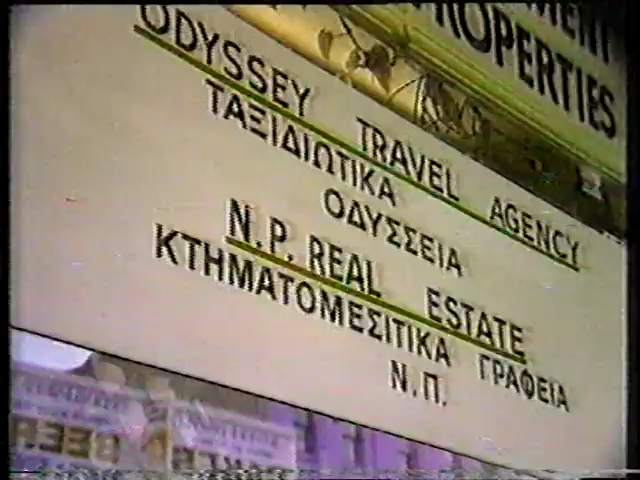 PROPERTIES
ODYSSEY TRAVEL AGENCY
ΤΑΞΙΔΙΩΤΙΚΑ
ΟΔΥΣΣΕΙΑ
N.P. REAL ESTATE
ΚΤΗΜΑΤΟΜΕΣΙΤΙΚΑ ΓΡΑΦΕΙΑ
Ν.Π.